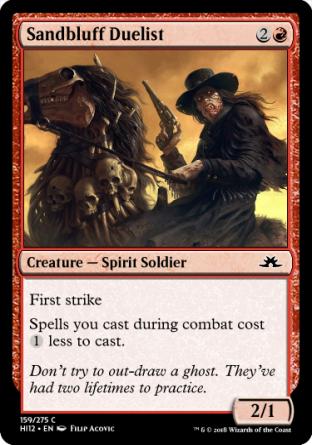 Sandbluff Duelist 2
Creature — Spirit Soldier
First strike
Spells you cast during combat cost
1 less to cast.
Don't try to out-draw a ghost. They've
had two lifetimes to practice.
2/1
159/275 C
HI12 • EN Filip Acovic
™ & © 2018 Wizards of the Coast